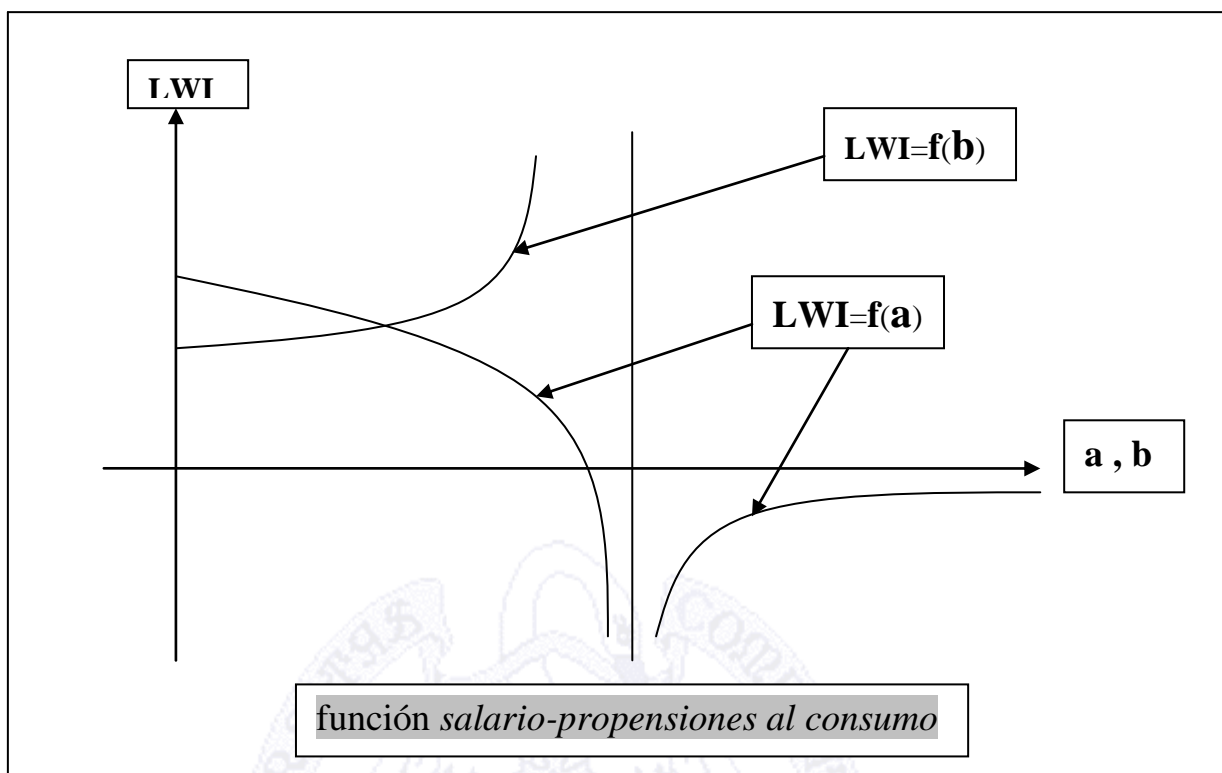 LWI
LWI=f(b)
LWI=f(a)
a , b
función salario-propensiones al consumo